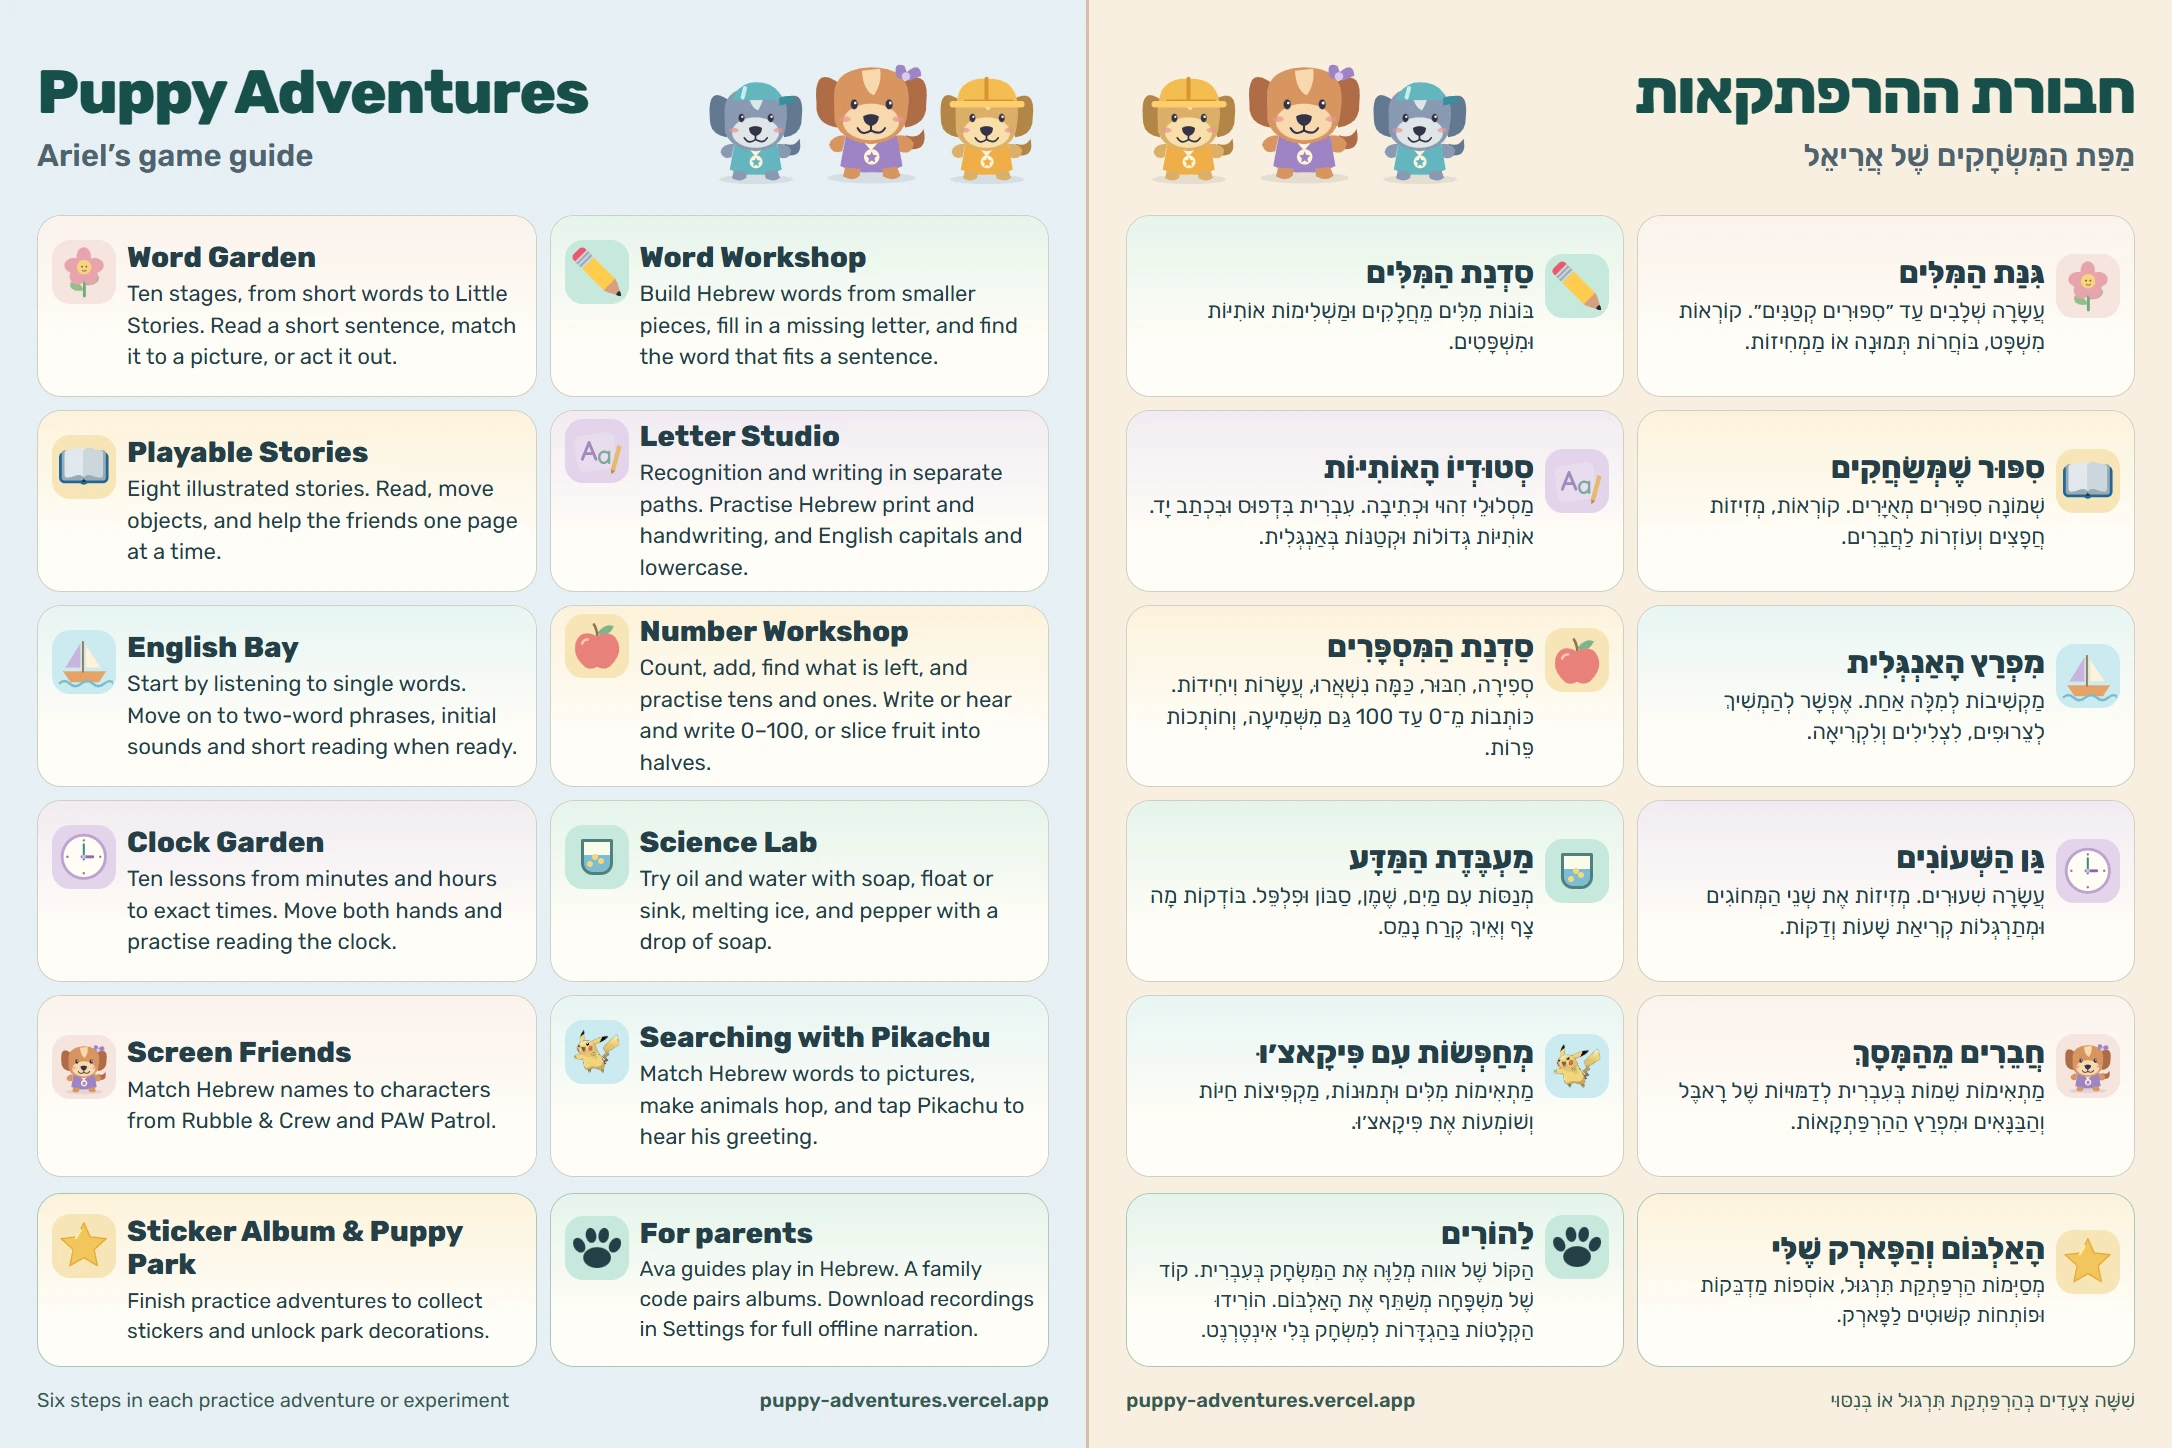 Puppy Adventures
Ariel’s game guide
Word Garden
Ten stages, from short words to Little
Stories. Read a short sentence, match
it to a picture, or act it out.
Word Workshop
Build Hebrew words from smaller
pieces, fill in a missing letter, and find
the word that fits a sentence.
Playable Stories
Eight illustrated stories. Read, move
objects, and help the friends one page
at a time.
Aa
Letter Studio
Recognition and writing in separate
paths. Practise Hebrew print and
handwriting, and English capitals and
lowercase.
English Bay
Start by listening to single words.
Move on to two-word phrases, initial
sounds and short reading when ready.
Number Workshop
Count, add, find what is left, and
practise tens and ones. Write or hear
and write 0–100, or slice fruit into
halves.
Clock Garden
Ten lessons from minutes and hours
to exact times. Move both hands and
practise reading the clock.
Science Lab
Try oil and water with soap, float or
sink, melting ice, and pepper with a
drop of soap.
Screen Friends
Match Hebrew names to characters
from Rubble & Crew and PAW Patrol.
Searching with Pikachu
Match Hebrew words to pictures,
make animals hop, and tap Pikachu to
hear his greeting.
Sticker Album & Puppy
Park
Finish practice adventures to collect
stickers and unlock park decorations.
For parents
Ava guides play in Hebrew. A family
code pairs albums. Download recordings
in Settings for full offline narration.
Six steps in each practice adventure or experiment
puppy-adventures.vercel.app
חבורת ההרפתקאות
מַפַּת הַמִּשְׂחָקִים שֶׁל אֲרִיאֵל
גִּנַּת הַמִּלִּים
עֲשָׂרָה שְׁלַבִּים עַד ״סִפּוּרִים קְטַנִּים״. קוֹרְאוֹת
מִשְׁפָּט, בּוֹחֲרוֹת תְּמוּנָה אוֹ מַמְחִיזוֹת.
סַדְנַת הַמִּלִּים
בּוֹנוֹת מִלִּים מֵחֲלָקִים וּמַשְׁלִימוֹת אוֹתִיּוֹת
וּמִשְׁפָּטִים.
סִפּוּר שֶׁמְּשַׂחֲקִים
שְׁמוֹנָה סִפּוּרִים מְאֻיָּרִים. קוֹרְאוֹת, מְזִיזוֹת
חֲפָצִים וְעוֹזְרוֹת לַחֲבֵרִים.
Aa
סְטוּדְיוֹ הָאוֹתִיּוֹת
מַסְלוּלֵי זִהוּי וּכְתִיבָה. עִבְרִית בִּדְפוּס וּבִכְתַב יָד.
אוֹתִיּוֹת גְּדוֹלוֹת וּקְטַנּוֹת בְּאַנְגְּלִית.
מִפְרַץ הָאַנְגְּלִית
מַקְשִׁיבוֹת לְמִלָּה אַחַת. אֶפְשָׁר לְהַמְשִׁיךְ
לְצֵרוּפִים, לִצְלִילִים וְלִקְרִיאָה.
סַדְנַת הַמִּסְפָּרִים
סְפִירָה, חִבּוּר, כַּמָּה נִשְׁאֲרוּ, עֲשָׂרוֹת וִיחִידוֹת.
כּוֹתְבוֹת מֵ־0 עַד 100 גַּם מִשְּׁמִיעָה, וְחוֹתְכוֹת
פֵּרוֹת.
גַּן הַשְּׁעוֹנִים
עֲשָׂרָה שִׁעוּרִים. מְזִיזוֹת אֶת שְׁנֵי הַמְּחוֹגִים
וּמְתַרְגְּלוֹת קְרִיאַת שָׁעוֹת וְדַקּוֹת.
מַעְבֶּדֶת הַמַּדָּע
מְנַסּוֹת עִם מַיִם, שֶׁמֶן, סַבּוֹן וּפִלְפֵּל. בּוֹדְקוֹת מָה
צָף וְאֵיךְ קֶרַח נָמֵס.
חֲבֵרִים מֵהַמָּסָךְ
מַתְאִימוֹת שֵׁמוֹת בְּעִבְרִית לִדְמֻיּוֹת שֶׁל רָאבֶּל
וְהַבַּנָּאִים וּמִפְרַץ הַהַרְפַּתְקָאוֹת.
מְחַפְּשׂוֹת עִם פִּיקָאצ׳וּ
מַתְאִימוֹת מִלִּים וּתְמוּנוֹת, מַקְפִּיצוֹת חַיּוֹת
וְשׁוֹמְעוֹת אֶת פִּיקָאצ׳וּ.
הָאַלְבּוֹם וְהַפָּארְק שֶׁלִּי
מְסַיְּמוֹת הַרְפַּתְקַת תִּרְגּוּל, אוֹסְפוֹת מַדְבֵּקוֹת
וּפוֹתְחוֹת קִשּׁוּטִים לַפָּארְק.
לַהוֹרִים
הַקּוֹל שֶׁל אווה מְלַוֶּה אֶת הַמִּשְׂחָק בְּעִבְרִית. קוֹד
שֶׁל מִשְׁפָּחָה מְשַׁתֵּף אֶת הָאַלְבּוֹם. הוֹרִידוּ
הַקְלָטוֹת בַּהַגְדָּרוֹת לְמִשְׂחָק בְּלִי אִינְטֶרְנֶט.
שִׁשָּׁה צְעָדִים בְּהַרְפַּתְקַת תִּרְגּוּל אוֹ בְּנִסּוּי
puppy-adventures.vercel.app